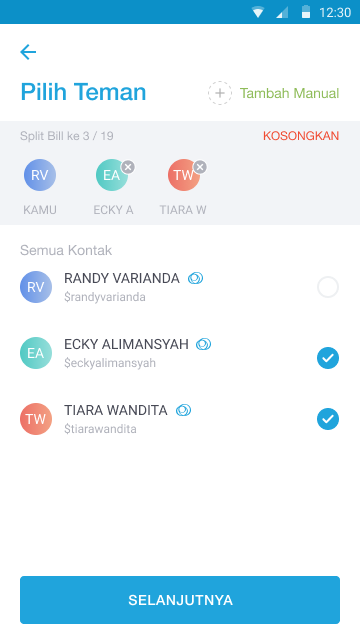 12:30
Pilih Teman
Tambah Manual
Split Bill ke 3 / 19
KOSONGKAN
RV
EA
TW
KAMU
ECKY A
TIARA W
Semua Kontak
RV
RANDY VARIANDA
$randyvarianda
EA
ECKY ALIMANSYAH
$eckyalimansyah
TW
TIARA WANDITA
$tiarawandita
SELANJUTNYA